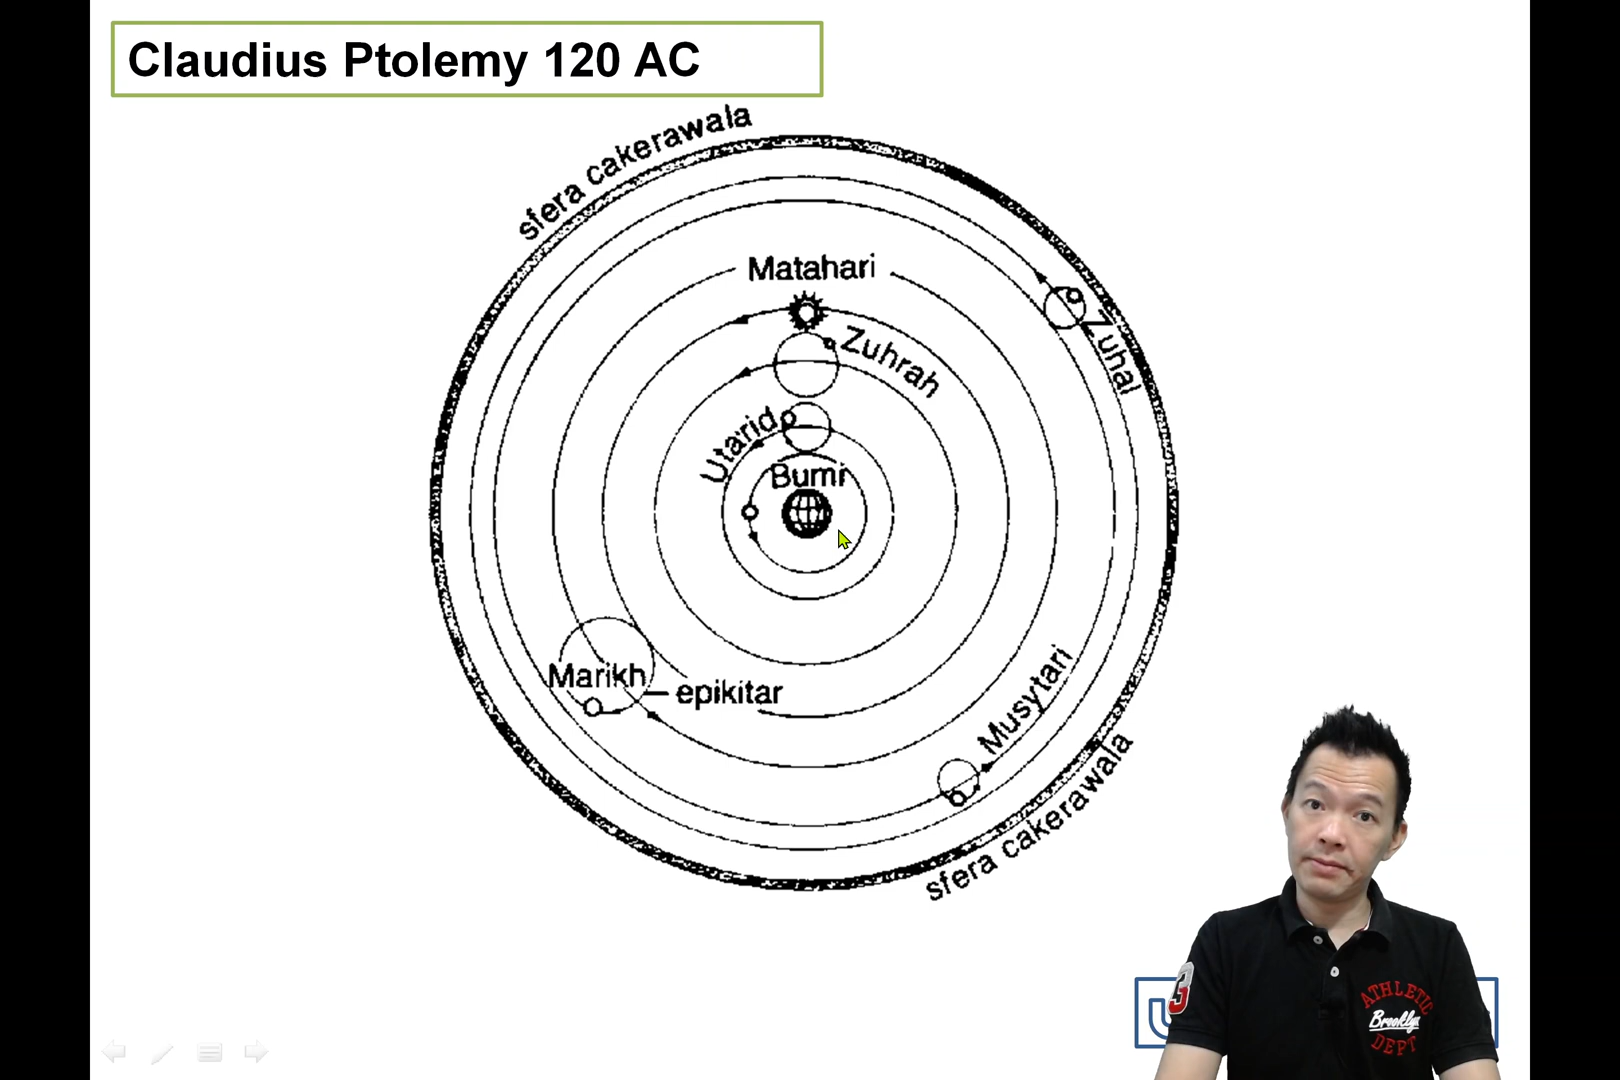 Claudius Ptolemy 120 AC
sfera cakerawala
Matahari
Zuhrah
Zuhal
Utarid
Bumi
Marikh
epikitar
Musytari
sfera cakerawala
3
ATHLETIC
Brooklyn
DEPT